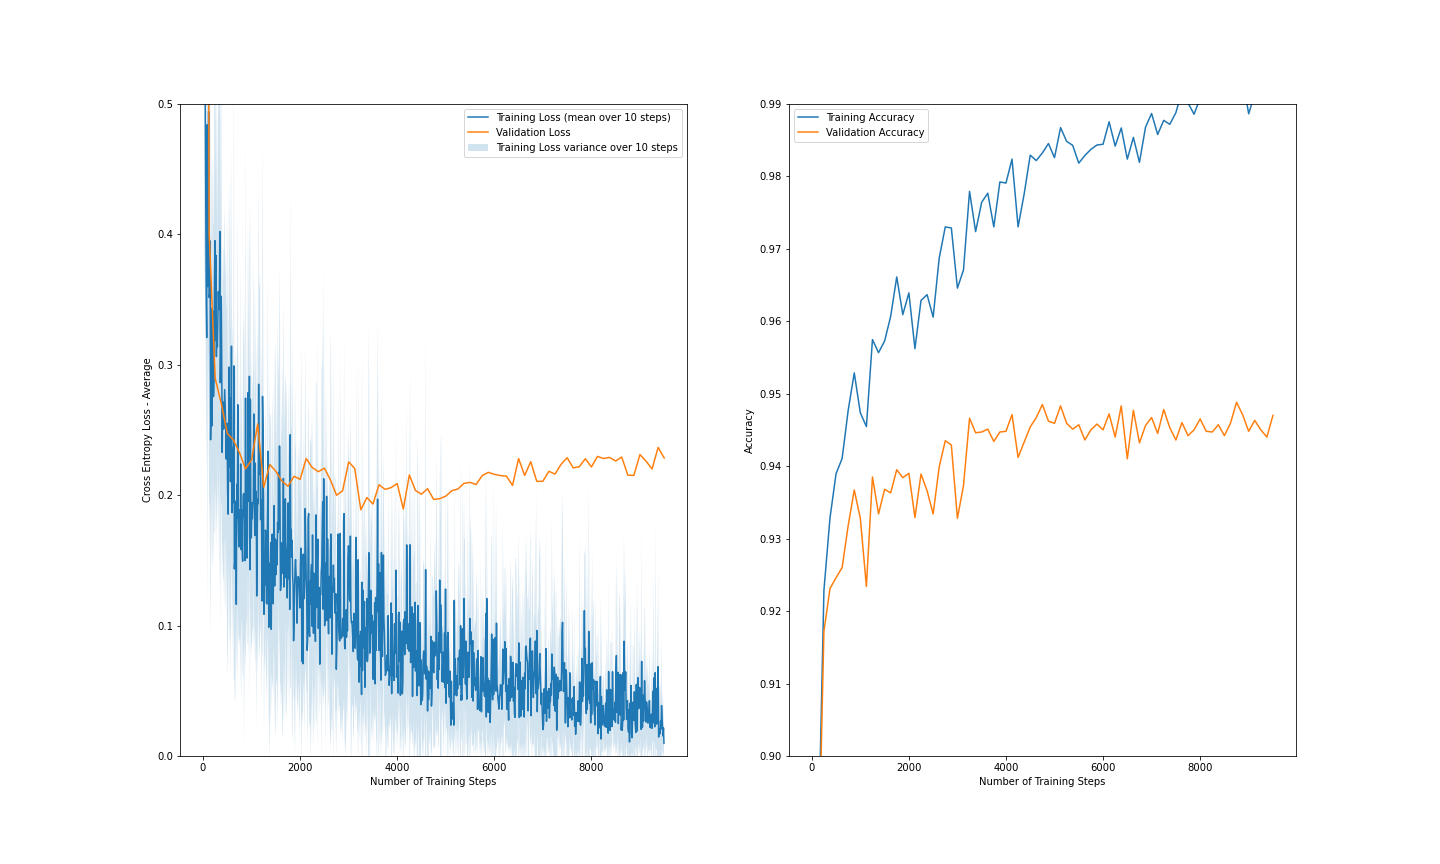 0.5
0.4
0.3
0.2
0.1
0.0
Cross Entropy Loss - Average
0 2000 4000 6000 8000
Number of Training Steps
Training Loss (mean over 10 steps)
Validation Loss
Training Loss variance over 10 steps
0.99
0.98
0.97
0.96
0.95
0.94
0.93
0.92
0.91
0.90
Accuracy
0 2000 4000 6000 8000
Number of Training Steps
Training Accuracy
Validation Accuracy